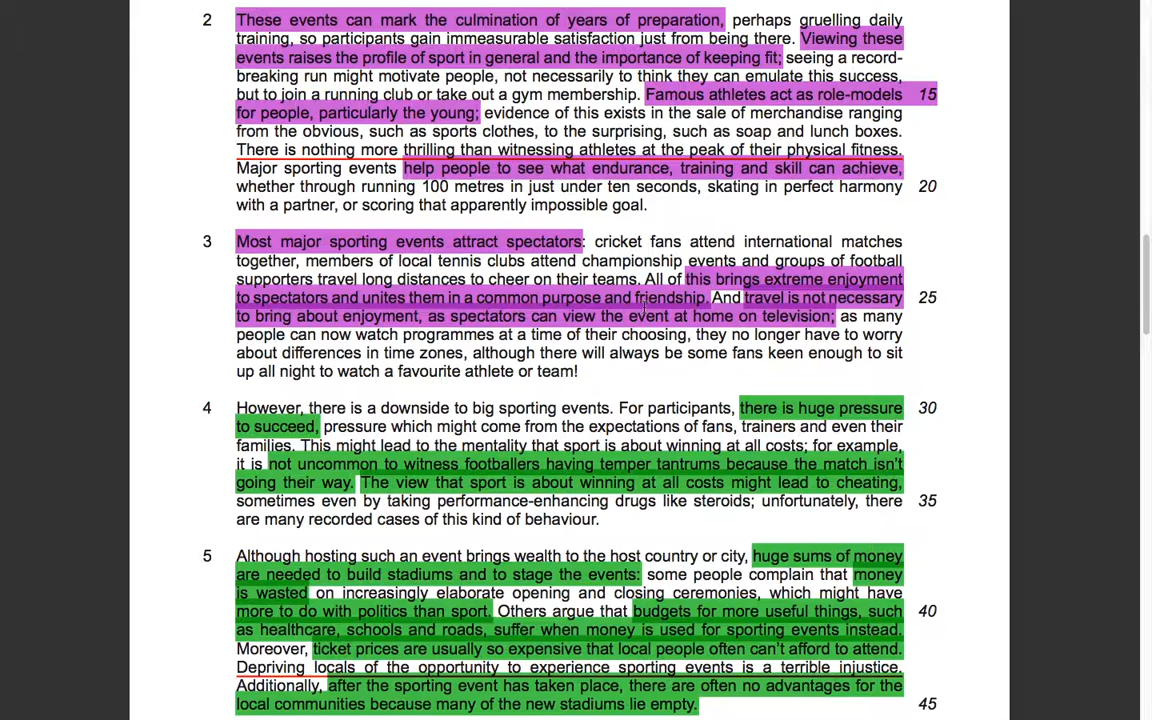 2 These events can mark the culmination of years of preparation, perhaps gruelling daily
training, so participants gain immeasurable satisfaction just from being there. Viewing these
events raises the profile of sport in general and the importance of keeping fit; seeing a record-
breaking run might motivate people, not necessarily to think they can emulate this success,
but to join a running club or take out a gym membership. Famous athletes act as role-models 15
for people, particularly the young; evidence of this exists in the sale of merchandise ranging
from the obvious, such as sports clothes, to the surprising, such as soap and lunch boxes.
There is nothing more thrilling than witnessing athletes at the peak of their physical fitness.
Major sporting events help people to see what endurance, training and skill can achieve,
whether through running 100 metres in just under ten seconds, skating in perfect harmony 20
with a partner, or scoring that apparently impossible goal.
3 Most major sporting events attract spectators: cricket fans attend international matches
together, members of local tennis clubs attend championship events and groups of football
supporters travel long distances to cheer on their teams. All of this brings extreme enjoyment
to spectators and unites them in a common purpose and friendship. And travel is not necessary 25
to bring about enjoyment, as spectators can view the event at home on television; as many
people can now watch programmes at a time of their choosing, they no longer have to worry
about differences in time zones, although there will always be some fans keen enough to sit
up all night to watch a favourite athlete or team!
4 However, there is a downside to big sporting events. For participants, there is huge pressure 30
to succeed, pressure which might come from the expectations of fans, trainers and even their
families. This might lead to the mentality that sport is about winning at all costs; for example,
it is not uncommon to witness footballers having temper tantrums because the match isn't
going their way. The view that sport is about winning at all costs might lead to cheating,
sometimes even by taking performance-enhancing drugs like steroids; unfortunately, there 35
are many recorded cases of this kind of behaviour.
5 Although hosting such an event brings wealth to the host country or city, huge sums of money
are needed to build stadiums and to stage the events: some people complain that money
is wasted on increasingly elaborate opening and closing ceremonies, which might have
more to do with politics than sport. Others argue that budgets for more useful things, such 40
as healthcare, schools and roads, suffer when money is used for sporting events instead.
Moreover, ticket prices are usually so expensive that local people often can't afford to attend.
Depriving locals of the opportunity to experience sporting events is a terrible injustice.
Additionally, after the sporting event has taken place, there are often no advantages for the
local communities because many of the new stadiums lie empty. 45